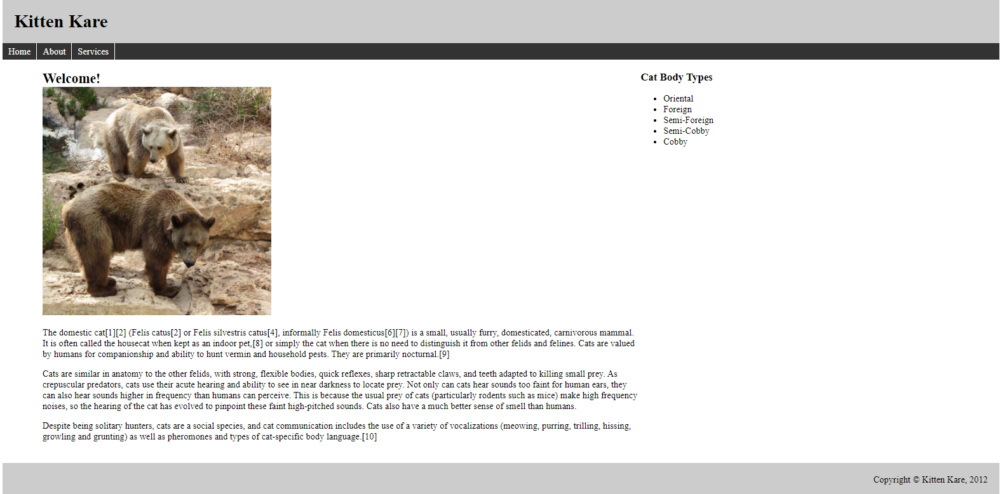 Kitten Kare
Home About Services
Welcome!
The domestic cat[1][2] (Felis catus[2] or Felis silvestris catus[4], informally Felis domesticus[6][7]) is a small, usually furry, domesticated, carnivorous mammal.
It is often called the housecat when kept as an indoor pet,[8] or simply the cat when there is no need to distinguish it from other felids and felines. Cats are valued
by humans for companionship and ability to hunt vermin and household pests. They are primarily nocturnal.[9]
Cats are similar in anatomy to the other felids, with strong, flexible bodies, quick reflexes, sharp retractable claws, and teeth adapted to killing small prey. As
crepuscular predators, cats use their acute hearing and ability to see in near darkness to locate prey. Not only can cats hear sounds too faint for human ears, they
can also hear sounds higher in frequency than humans can perceive. This is because the usual prey of cats (particularly rodents such as mice) make high frequency
noises, so the hearing of the cat has evolved to pinpoint these faint high-pitched sounds. Cats also have a much better sense of smell than humans.
Despite being solitary hunters, cats are a social species, and cat communication includes the use of a variety of vocalizations (meowing, purring, trilling, hissing,
growling and grunting) as well as pheromones and types of cat-specific body language.[10]
Cat Body Types
• Oriental
• Foreign
• Semi-Foreign
• Semi-Cobby
• Cobby
Copyright © Kitten Kare, 2012